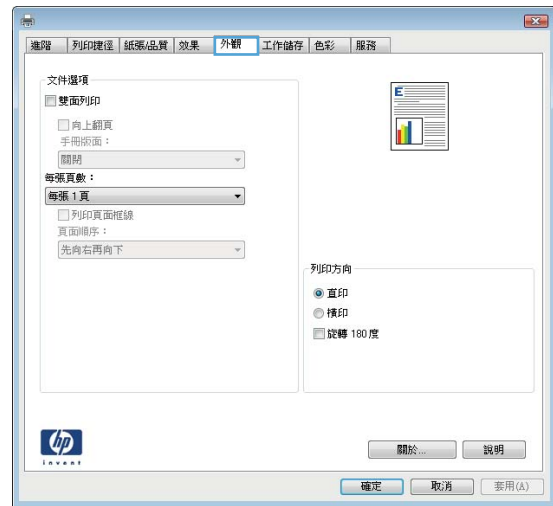 進階 列印捷徑 紙張/品質 效果 外觀 工作儲存 色彩 服務
文件選項
雙面列印
向上翻頁
手冊版面：
關閉
每張頁數：
每張 1 頁
列印頁面框線
頁面順序：
先向右再向下
E
列印方向
直印
橫印
旋轉 180 度
hp
invent
關於... 說明
確定 取消 套用(A)